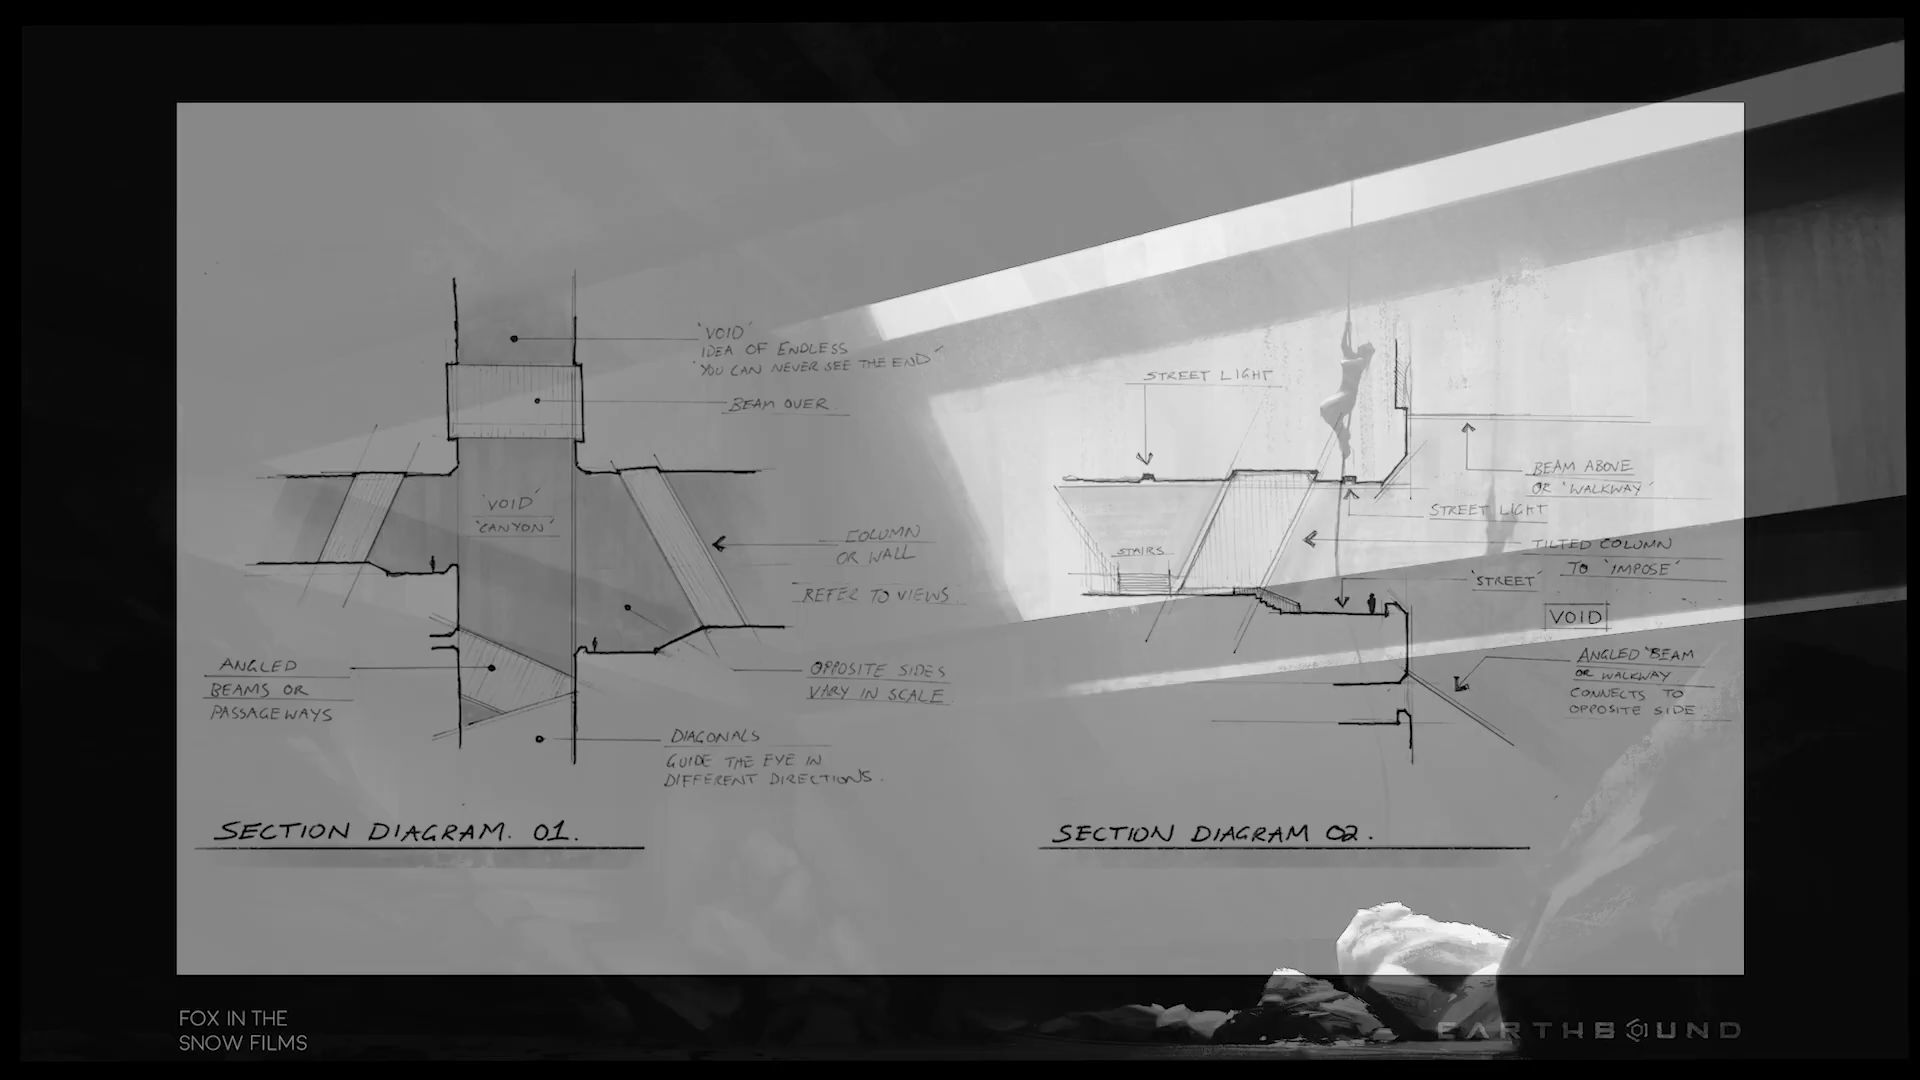 'VOID'
IDEA OF ENDLESS
'YOU CAN NEVER SEE THE END'
BEAM OVER
'VOID'
'CANYON'
COLUMN
OR WALL
REFER TO VIEWS
ANGLED
BEAMS OR
PASSAGEWAYS
OPPOSITE SIDES
VARY IN SCALE
DIAGONALS
GUIDE THE EYE IN
DIFFERENT DIRECTIONS.
SECTION DIAGRAM. 01.
STREET LIGHT
BEAM ABOVE
OR 'WALKWAY'
STREET LIGHT
STAIRS
TILTED COLUMN
TO 'IMPOSE'
'STREET'
VOID
ANGLED BEAM
OR WALKWAY
CONNECTS TO
OPPOSITE SIDE
SECTION DIAGRAM 02.
FOX IN THE
SNOW FILMS
EARTHBOUND